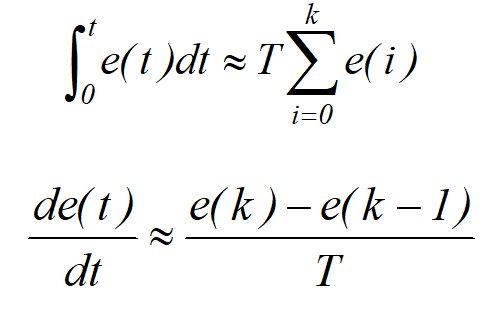 ∫₀ᵗ e(t)dt ≈ T∑ᵢ₌₀ᵏ e(i)
de(t)/dt ≈ (e(k) – e(k – 1))/T